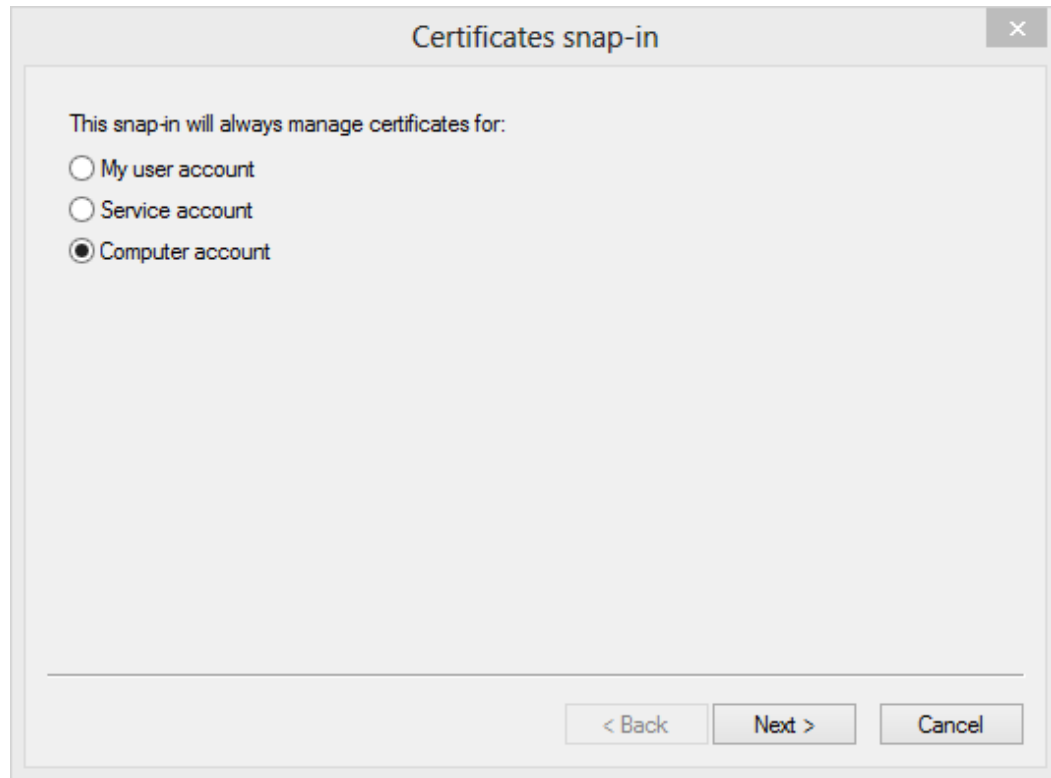 Certificates snap-in
This snap-in will always manage certificates for:
My user account
Service account
Computer account
< Back Next > Cancel